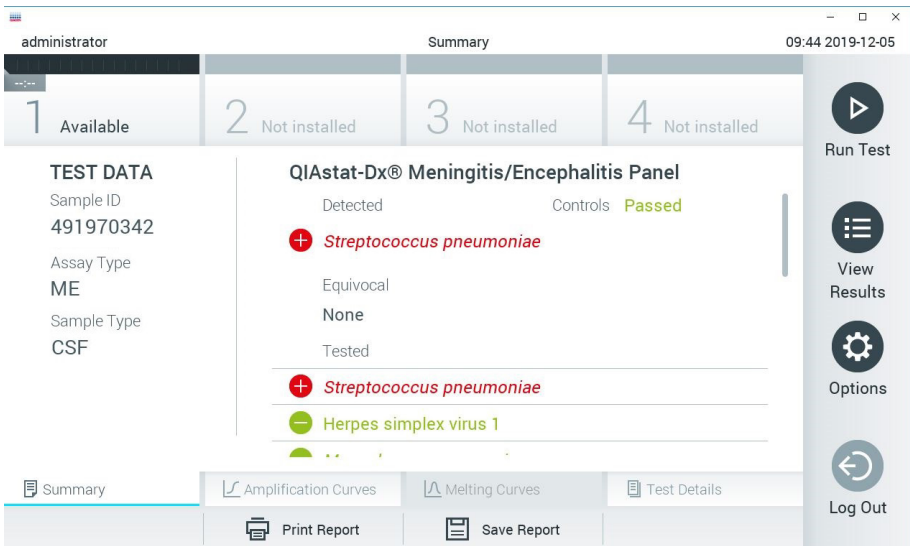 administrator
Summary
09:44 2019-12-05
--:--
1 Available
2 Not installed
3 Not installed
4 Not installed
Run Test
View
Results
Options
Log Out
TEST DATA
Sample ID
491970342
Assay Type
ME
Sample Type
CSF
QIAstat-Dx® Meningitis/Encephalitis Panel
Detected
Controls Passed
Streptococcus pneumoniae
Equivocal
None
Tested
Streptococcus pneumoniae
Herpes simplex virus 1
Summary
Amplification Curves
Melting Curves
Test Details
Print Report
Save Report